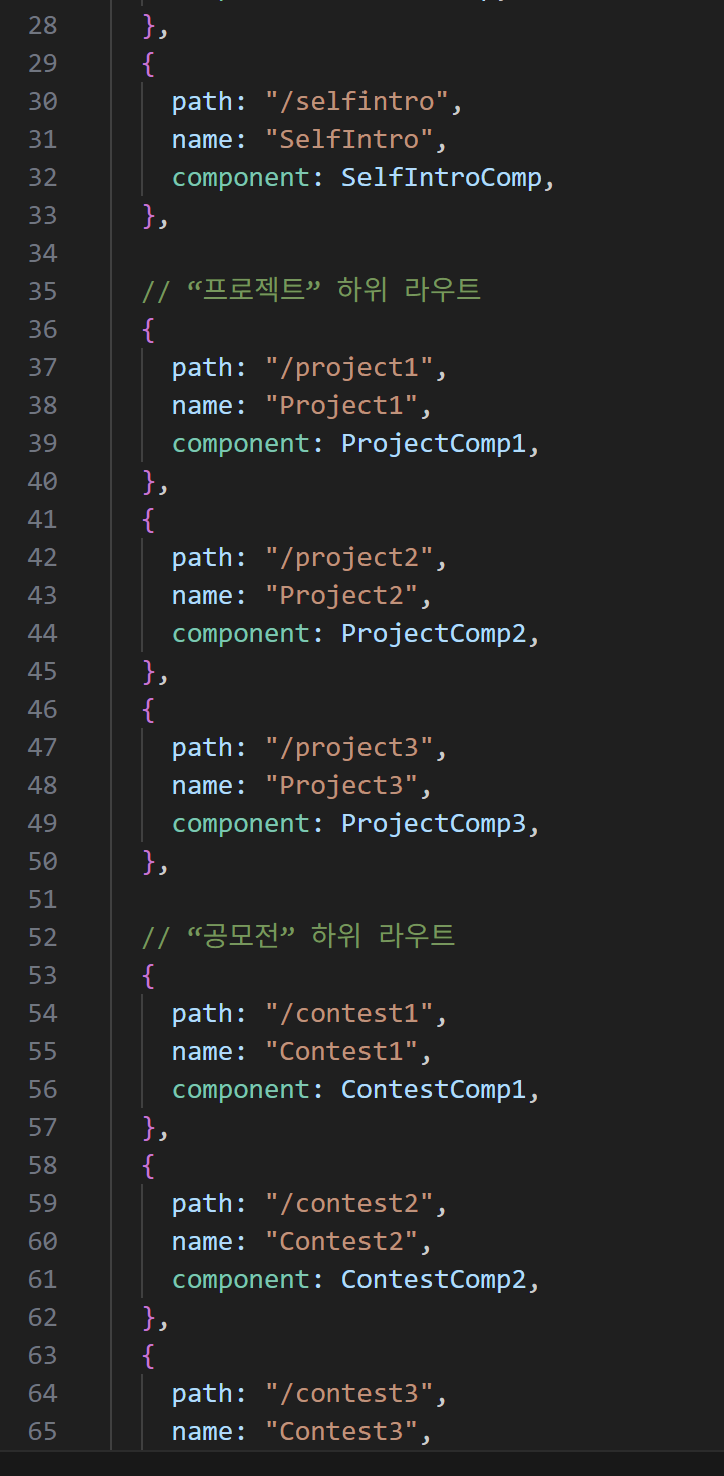 28 },
29 {
30 path: "/selfintro",
31 name: "SelfIntro",
32 component: SelfIntroComp,
33 },
34
35 // “프로젝트” 하위 라우트
36 {
37 path: "/project1",
38 name: "Project1",
39 component: ProjectComp1,
40 },
41 {
42 path: "/project2",
43 name: "Project2",
44 component: ProjectComp2,
45 },
46 {
47 path: "/project3",
48 name: "Project3",
49 component: ProjectComp3,
50 },
51
52 // “공모전” 하위 라우트
53 {
54 path: "/contest1",
55 name: "Contest1",
56 component: ContestComp1,
57 },
58 {
59 path: "/contest2",
60 name: "Contest2",
61 component: ContestComp2,
62 },
63 {
64 path: "/contest3",
65 name: "Contest3",